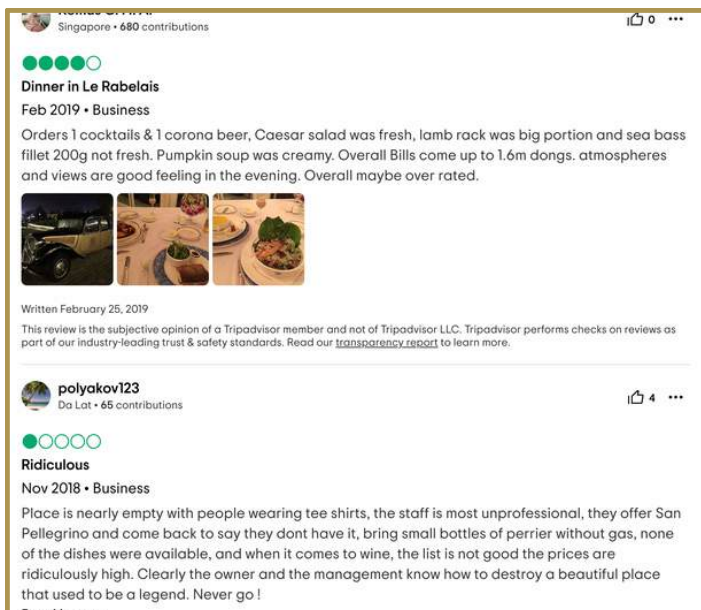 Singapore • 680 contributions
0
Dinner in Le Rabelais
Feb 2019 • Business
Orders 1 cocktails & 1 corona beer, Caesar salad was fresh, lamb rack was big portion and sea bass
fillet 200g not fresh. Pumpkin soup was creamy. Overall Bills come up to 1.6m dongs. atmospheres
and views are good feeling in the evening. Overall maybe over rated.
Written February 25, 2019
This review is the subjective opinion of a Tripadvisor member and not of Tripadvisor LLC. Tripadvisor performs checks on reviews as
part of our industry-leading trust & safety standards. Read our transparency report to learn more.
polyakov123
Da Lat • 65 contributions
4
Ridiculous
Nov 2018 • Business
Place is nearly empty with people wearing tee shirts, the staff is most unprofessional, they offer San
Pellegrino and come back to say they dont have it, bring small bottles of perrier without gas, none
of the dishes were available, and when it comes to wine, the list is not good the prices are
ridiculously high. Clearly the owner and the management know how to destroy a beautiful place
that used to be a legend. Never go !